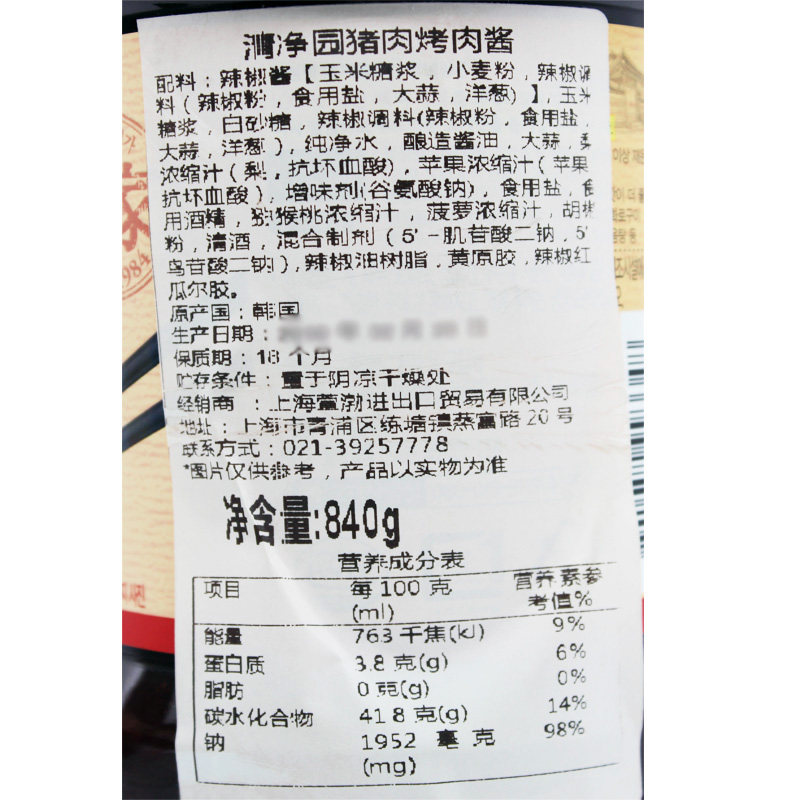 清净园猪肉烤肉酱
配料：辣椒酱【玉米糖浆，小麦粉，辣椒调
料（辣椒粉，食用盐，大蒜，洋葱）】，玉米
糖浆，白砂糖，辣椒调料(辣椒粉，食用盐，
大蒜，洋葱），纯净水，酿造酱油，大蒜，
浓缩汁（梨，抗坏血酸），苹果浓缩汁（苹果
抗坏血酸），增味剂(谷氨酸钠)，食用盐，食
用酒精，猕猴桃浓缩汁，菠萝浓缩汁，胡椒
粉，清酒，混合制剂（5'-肌苷酸二钠，5'
鸟苷酸二钠），辣椒油树脂，黄原胶，辣椒红
瓜尔胶。
原产国：韩国
生产日期：
保质期：18 个月
贮存条件：置于阴凉干燥处
经销商：上海萱渤进出口贸易有限公司
地址：上海市青浦区练塘镇蒸富路 20 号
联系方式：021-39257778
*图片仅供参考，产品以实物为准
净含量:840g
营养成分表
项目 每 100 克(ml) 营养素参考值%
能量 763 千焦(kJ) 9%
蛋白质 3.8 克(g) 6%
脂肪 0 克(g) 0%
碳水化合物 41.8 克(g) 14%
钠 1952 毫克(mg) 98%
984